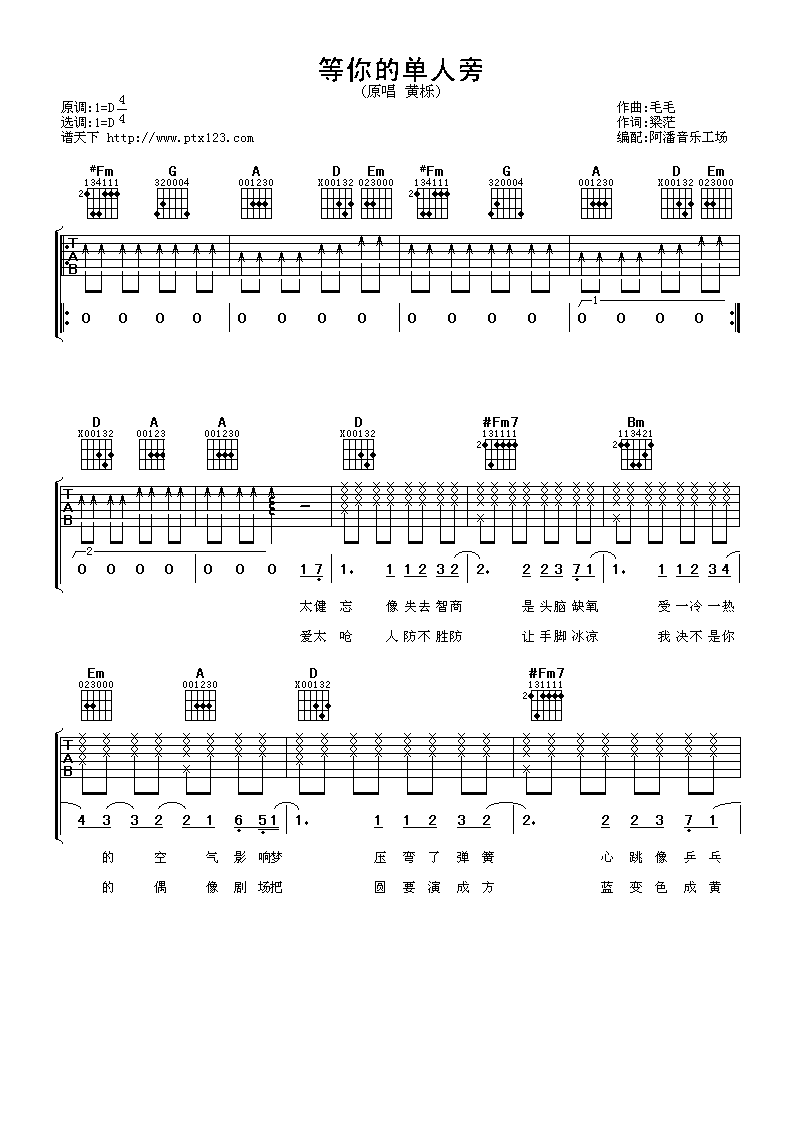 等你的单人旁
(原唱 黄栎)
原调:1=D 4/4
选调:1=D
谱天下 http://www.ptx123.com
作曲:毛毛
作词:梁茫
编配:阿潘音乐工场
#Fm G A D Em #Fm G A D Em
134111 320004 001230 X00132 023000 134111 320004 001230 X00132 023000
2 2
T A B
1
0 0 0 0 0 0 0 0 0 0 0 0 0 0 0 0
D A A D #Fm7 Bm
X00132 00123 001230 X00132 131111 113421
2 2
T A B
2
0 0 0 0 0 0 0 1 7 1. 1 1 2 3 2 2. 2 2 3 7 1 1. 1 1 2 3 4
太健 忘 像失去智商 是头脑缺氧 受一冷一热
爱太 呛 人防不胜防 让手脚冰凉 我决不是你
Em A D #Fm7
023000 001230 X00132 131111
2
T A B
4 3 3 2 2 1 6 5 1 1. 1 1 2 3 2 2. 2 2 3 7 1
的 空 气 影 响梦 压 弯 了 弹 簧 心 跳 像 乒 乓
的 偶 像 剧 场把 圆 要 演 成 方 蓝 变 色 成 黄